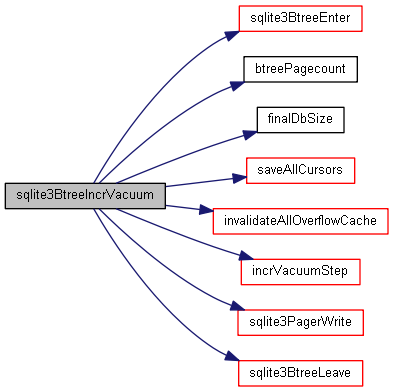 sqlite3BtreeEnter
btreePagecount
finalDbSize
saveAllCursors
sqlite3BtreeIncrVacuum
invalidateAllOverflowCache
incrVacuumStep
sqlite3PagerWrite
sqlite3BtreeLeave